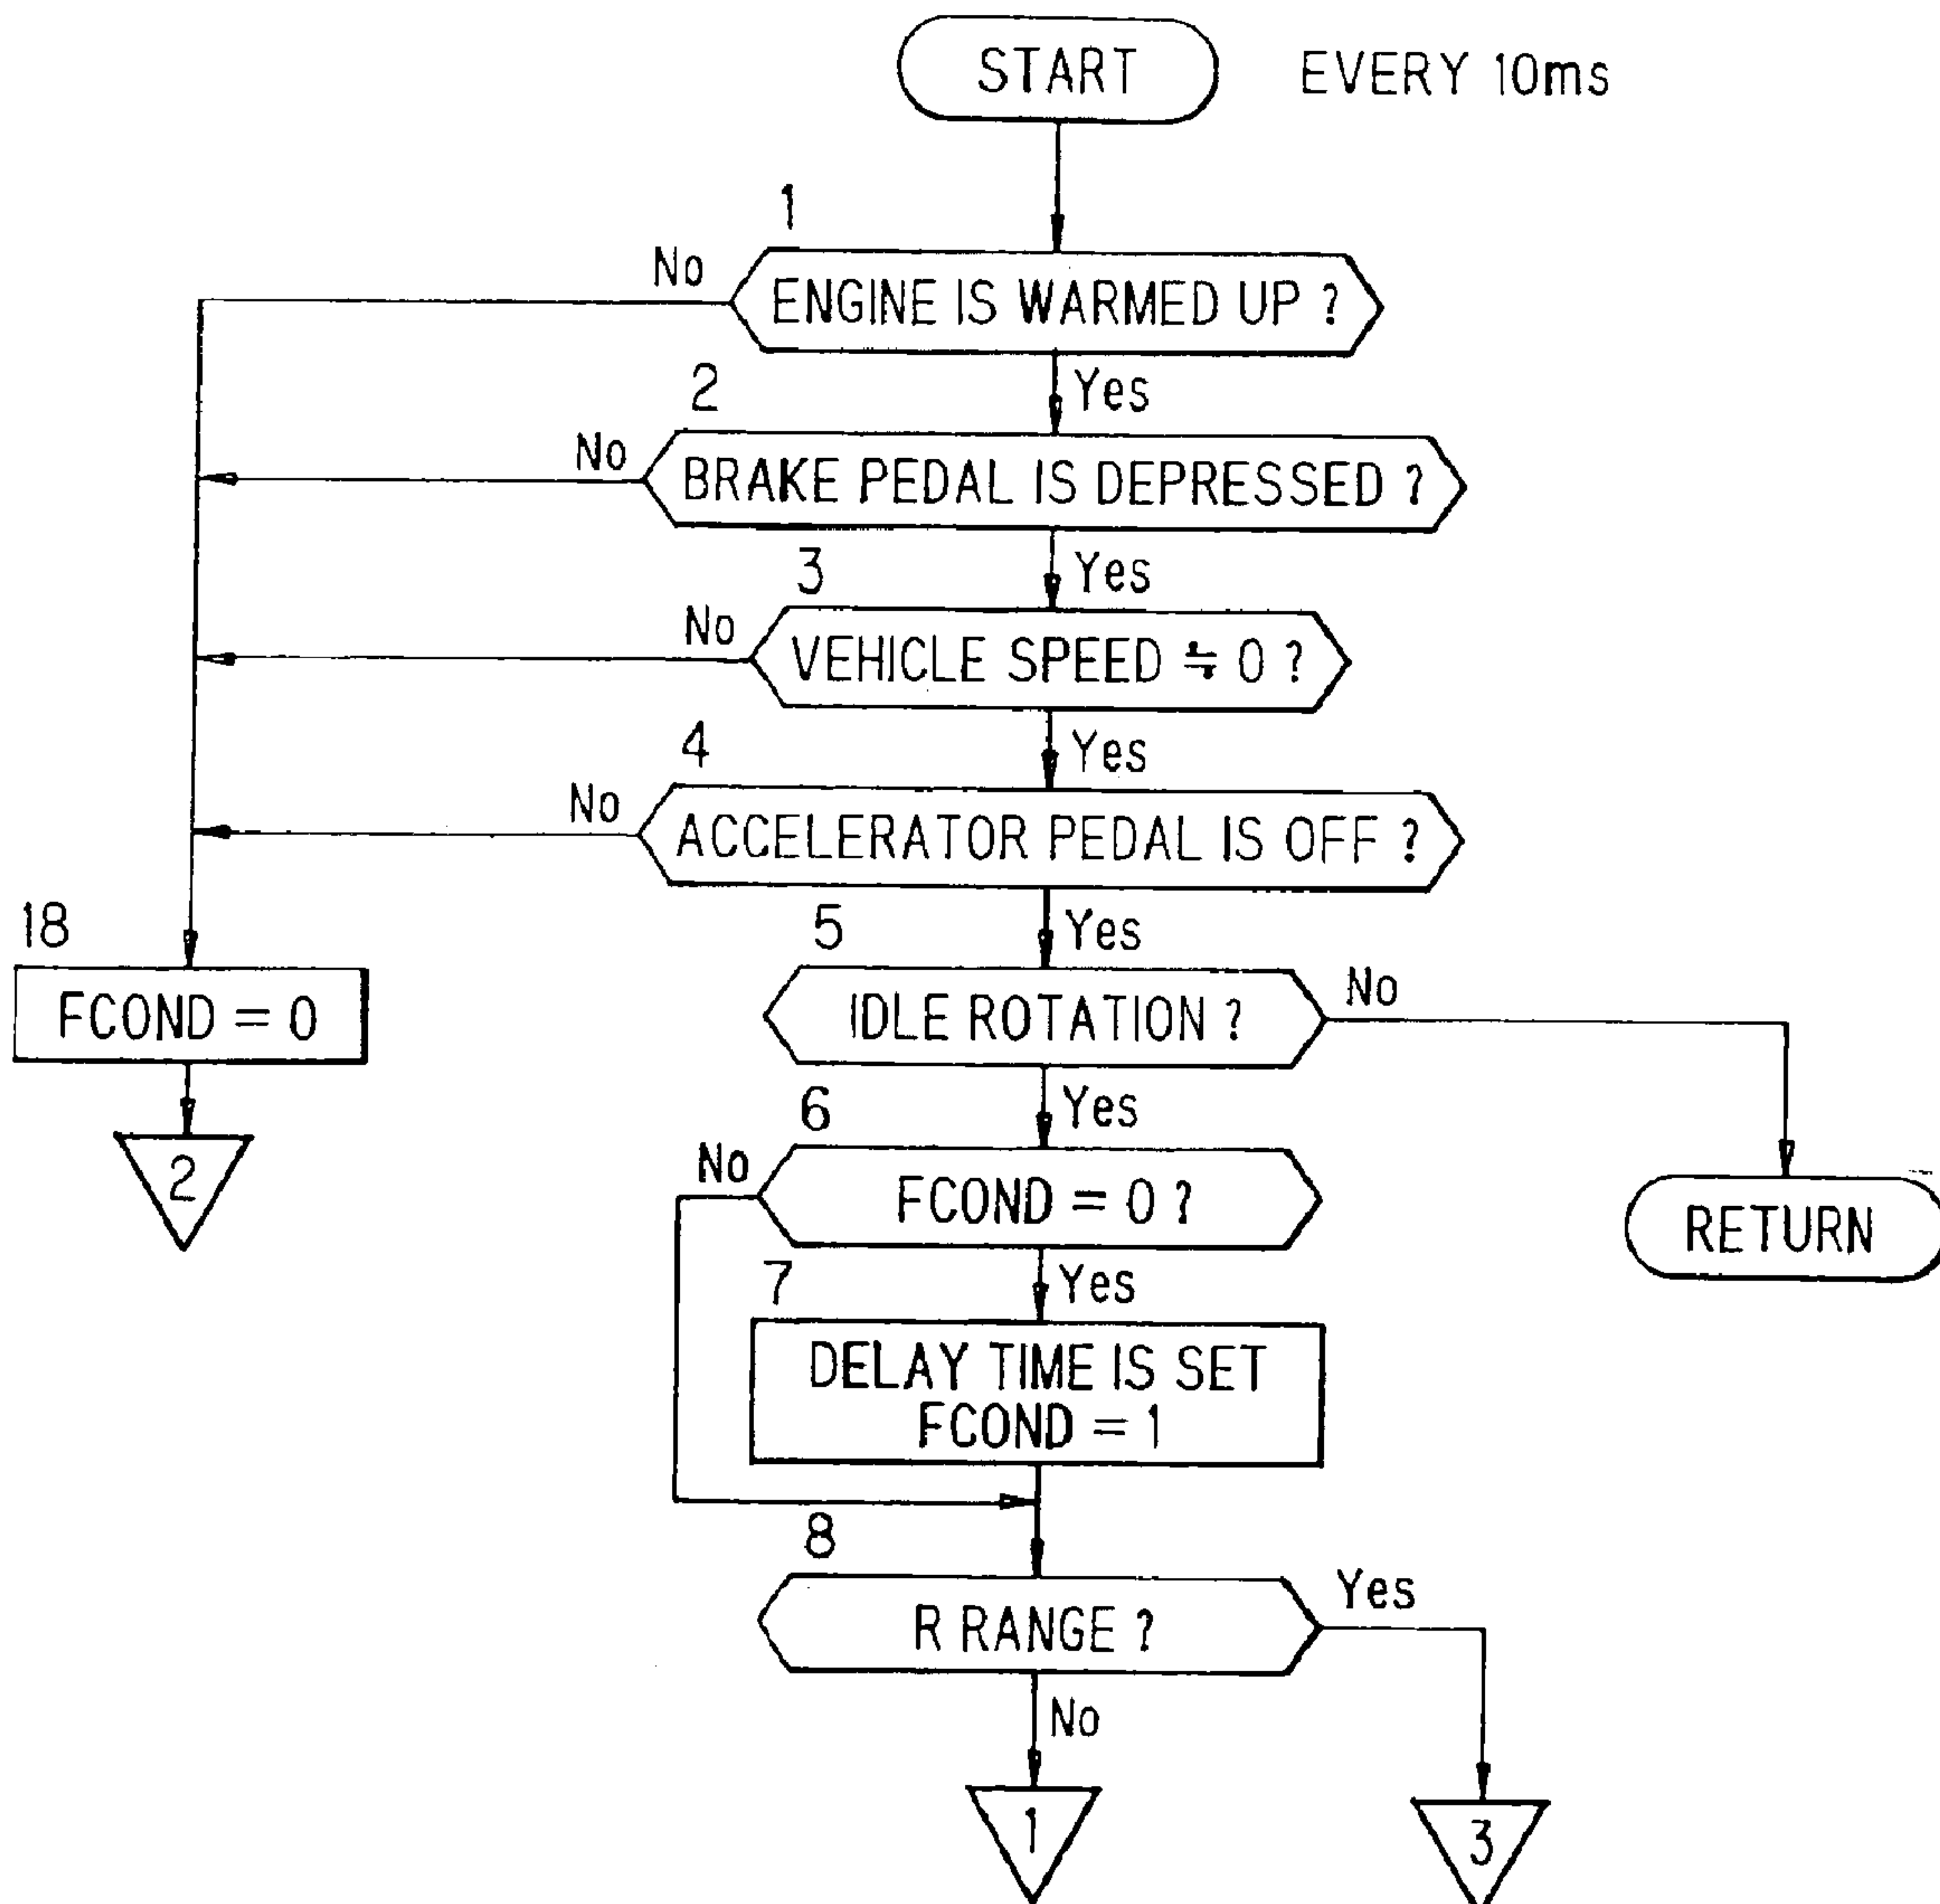 START EVERY 10ms
1
No
ENGINE IS WARMED UP ?
2
Yes
No
BRAKE PEDAL IS DEPRESSED ?
3
Yes
No
VEHICLE SPEED ≒ 0 ?
4
Yes
No
ACCELERATOR PEDAL IS OFF ?
18
5
Yes
FCOND = 0
IDLE ROTATION ?
No
6
Yes
2
No
FCOND = 0 ?
RETURN
7
Yes
DELAY TIME IS SET
FCOND = 1
8
R RANGE ?
Yes
No
1
3